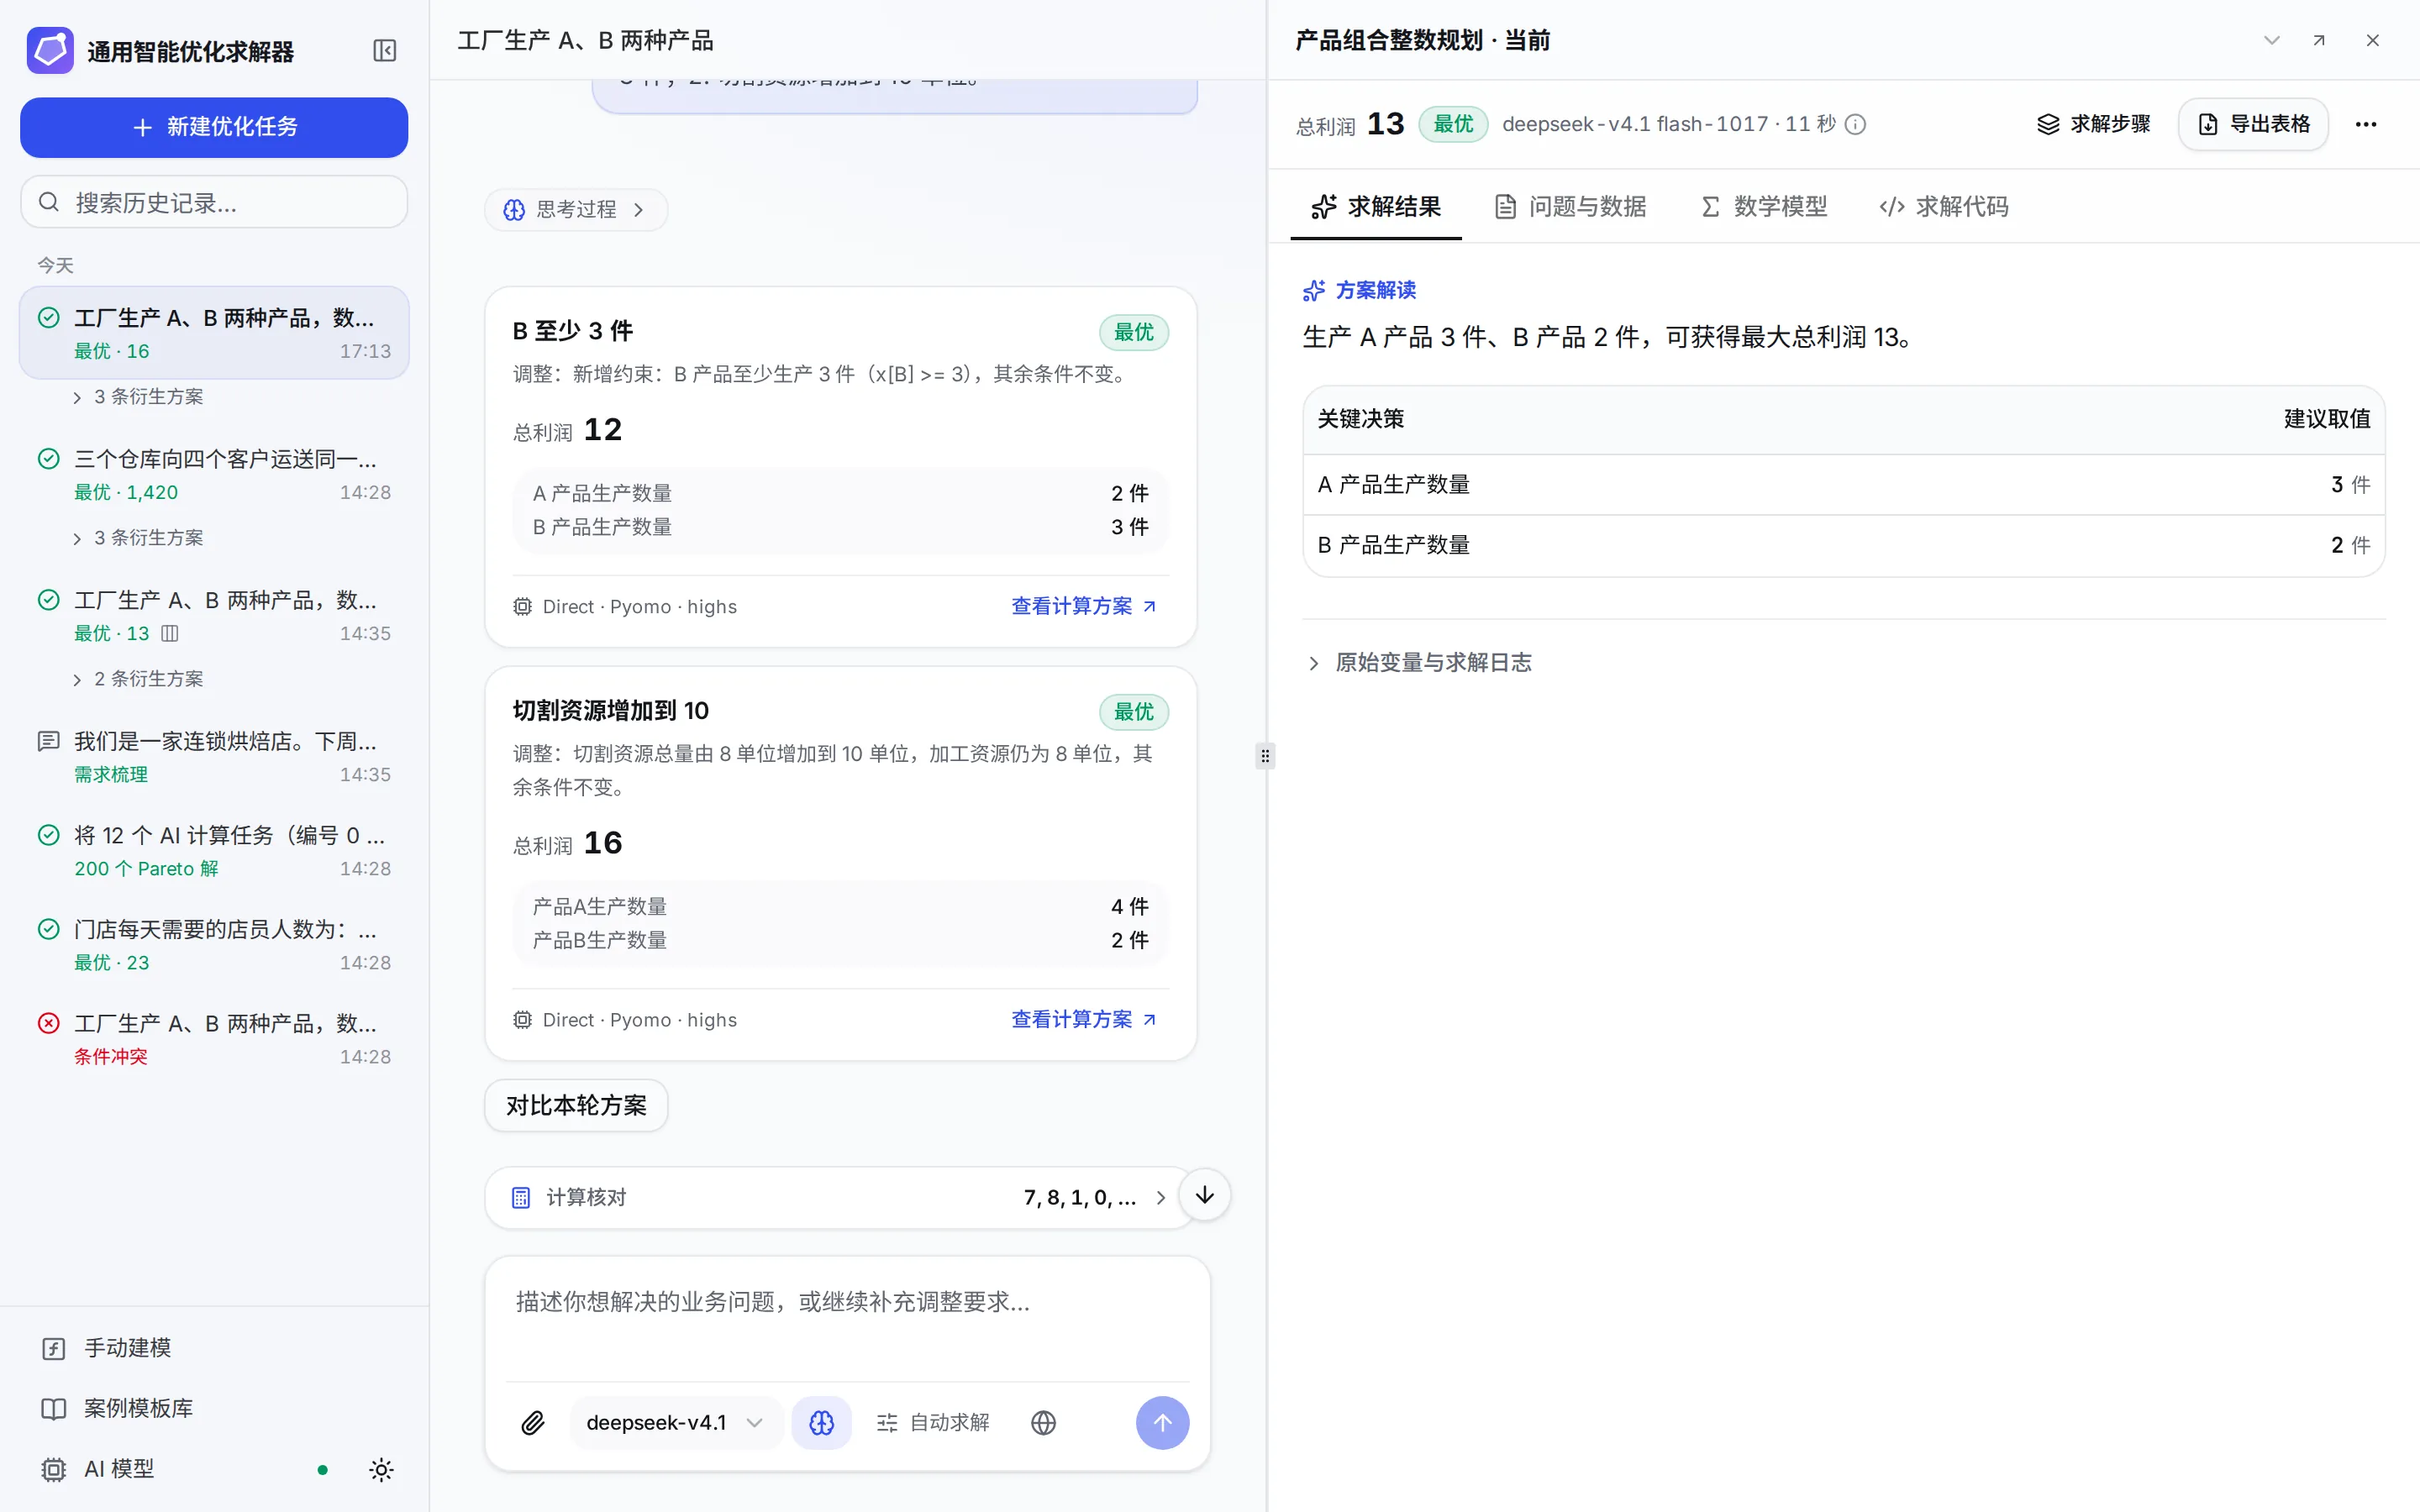 通用智能优化求解器
新建优化任务
搜索历史记录...
今天
工厂生产 A、B 两种产品，数...
最优 · 16
17:13
3 条衍生方案
三个仓库向四个客户运送同一...
最优 · 1,420
14:28
3 条衍生方案
工厂生产 A、B 两种产品，数...
最优 · 13
14:35
2 条衍生方案
我们是一家连锁烘焙店。下周...
需求梳理
14:35
将 12 个 AI 计算任务（编号 0 ...
200 个 Pareto 解
14:28
门店每天需要的店员人数为：...
最优 · 23
14:28
工厂生产 A、B 两种产品，数...
条件冲突
14:28
手动建模
案例模板库
AI 模型
工厂生产 A、B 两种产品
思考过程
B 至少 3 件
最优
调整：新增约束：B 产品至少生产 3 件（x[B] >= 3），其余条件不变。
总利润 12
A 产品生产数量 2 件
B 产品生产数量 3 件
Direct · Pyomo · highs
查看计算方案
切割资源增加到 10
最优
调整：切割资源总量由 8 单位增加到 10 单位，加工资源仍为 8 单位，其
余条件不变。
总利润 16
产品A生产数量 4 件
产品B生产数量 2 件
Direct · Pyomo · highs
查看计算方案
对比本轮方案
计算核对
7, 8, 1, 0, ...
描述你想解决的业务问题，或继续补充调整要求...
deepseek-v4.1
自动求解
产品组合整数规划 · 当前
总利润 13 最优 deepseek-v4.1 flash-1017 · 11 秒
求解步骤
导出表格
求解结果
问题与数据
数学模型
求解代码
方案解读
生产 A 产品 3 件、B 产品 2 件，可获得最大总利润 13。
关键决策 建议取值
A 产品生产数量 3 件
B 产品生产数量 2 件
原始变量与求解日志